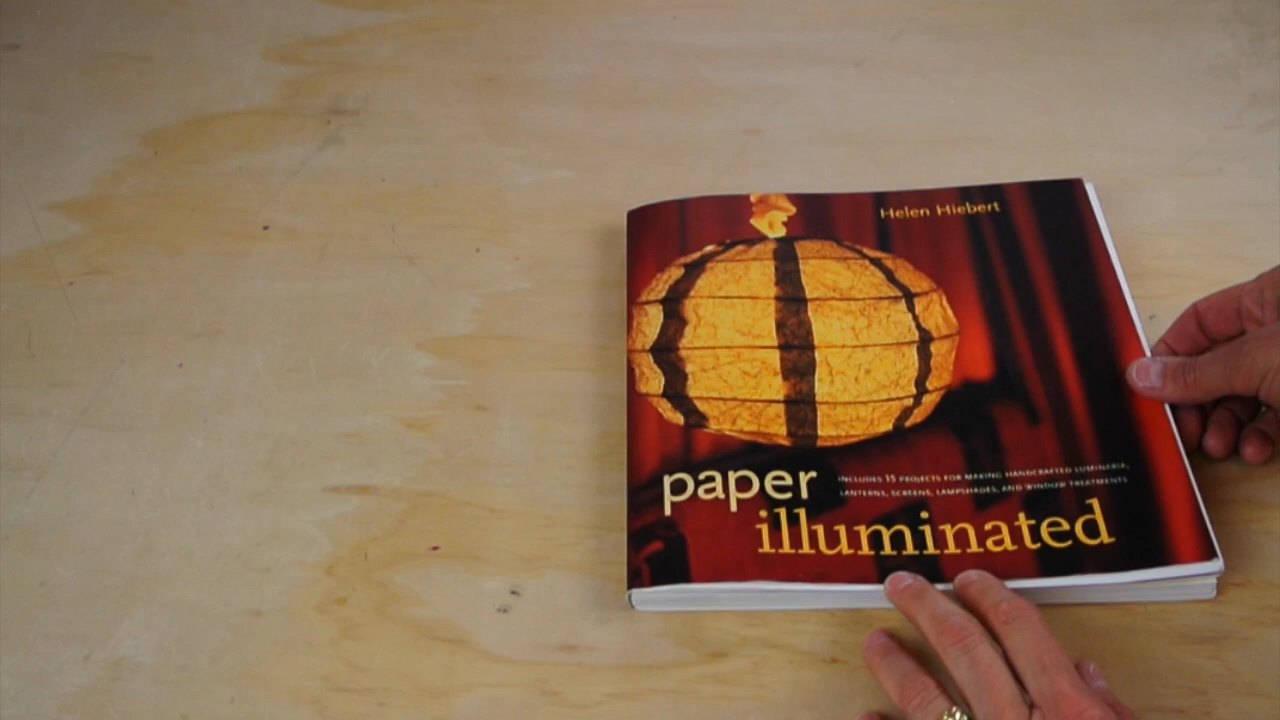 Helen Hiebert
paper
INCLUDES 15 PROJECTS FOR MAKING HANDCRAFTED LUMINARIA,
LANTERNS, SCREENS, LAMPSHADES, AND WINDOW TREATMENTS
illuminated